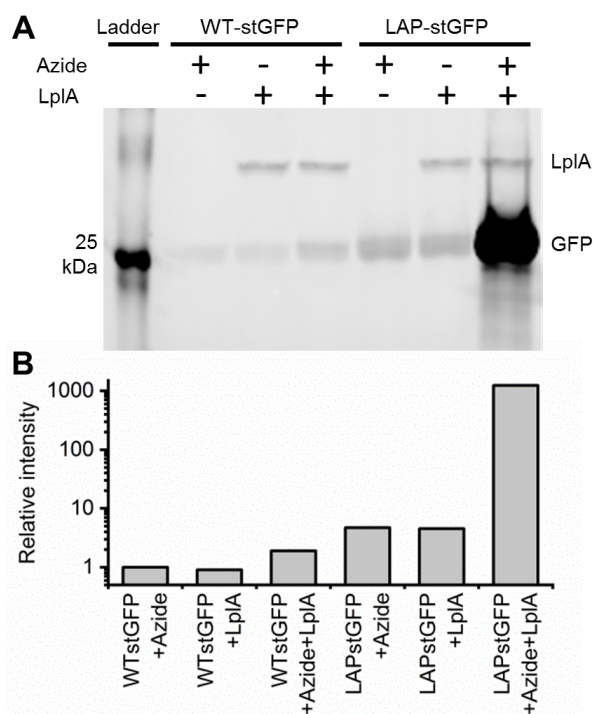 A
Ladder WT-stGFP LAP-stGFP
Azide + - + + - +
LplA - + + - + +
LplA
25
kDa
GFP
B
Relative intensity
1000
100
10
1
WTstGFP
+Azide
WTstGFP
+LplA
WTstGFP
+Azide+LplA
LAPstGFP
+Azide
LAPstGFP
+LplA
LAPstGFP
+Azide+LplA